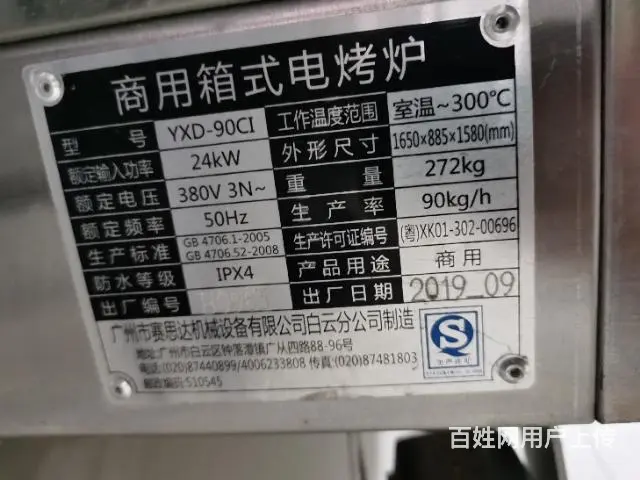 商用箱式电烤炉
型号 YXD-90CI 工作温度范围 室温~300℃
额定输入功率 24kW 外形尺寸 1650×885×1580(mm)
额定电压 380V 3N~ 重量 272kg
额定频率 50Hz 生产率 90kg/h
生产标准 GB 4706.1-2005 GB 4706.52-2008 生产许可证编号 (粤)XK01-302-00696
防水等级 IPX4 产品用途 商用
出厂编号 出厂日期 2019_09
广州市赛思达机械设备有限公司白云分公司制造
地址:广州市白云区钟落潭镇广从四路88-96号
电话:(020)87440899/4006233808 传真:(020)87481803
邮政编码:510545
百姓网用户上传